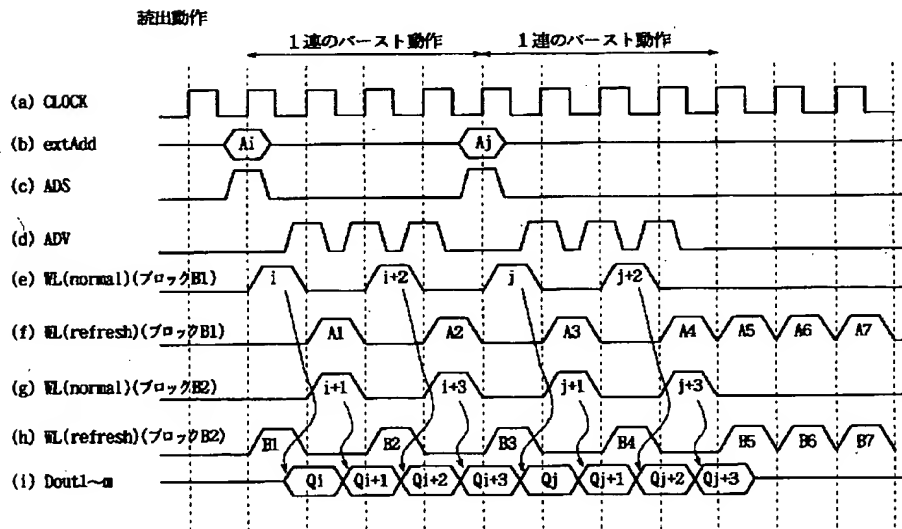 読出動作
1連のバースト動作 1連のバースト動作
(a) CLOCK
(b) extAdd Ai Aj
(c) ADS
(d) ADV
(e) WL(normal)(ブロックB1) i i+2 j j+2
(f) WL(refresh)(ブロックB1) A1 A2 A3 A4 A5 A6 A7
(g) WL(normal)(ブロックB2) i+1 i+3 j+1 j+3
(h) WL(refresh)(ブロックB2) B1 B2 B3 B4 B5 B6 B7
(i) Dout1~m Qi Qi+1 Qi+2 Qi+3 Qj Qj+1 Qj+2 Qj+3